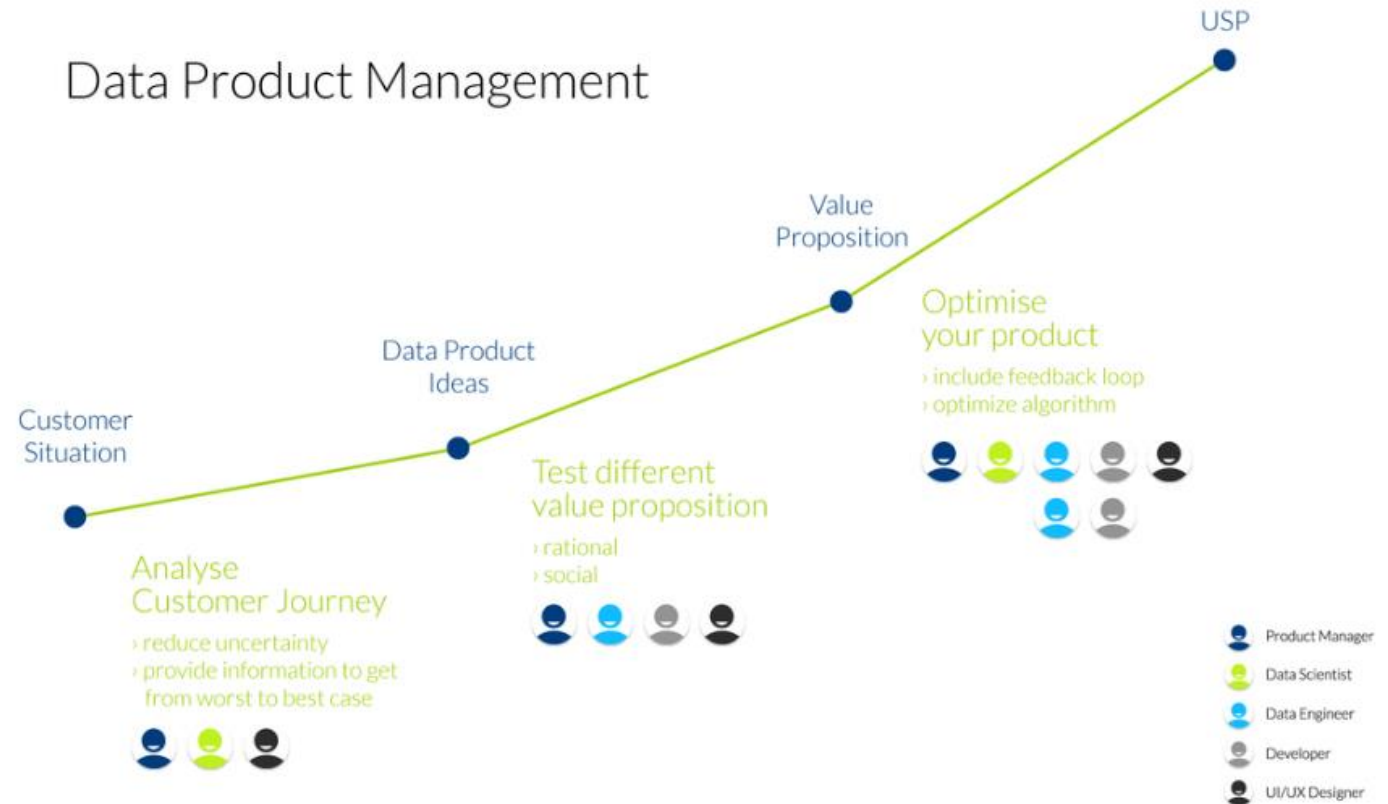 USP
Data Product Management
Value
Proposition
Optimise
your product
› include feedback loop
› optimize algorithm
Data Product
Ideas
Customer
Situation
Test different
value proposition
› rational
› social
Analyse
Customer Journey
› reduce uncertainty
› provide information to get
from worst to best case
Product Manager
Data Scientist
Data Engineer
Developer
UI/UX Designer